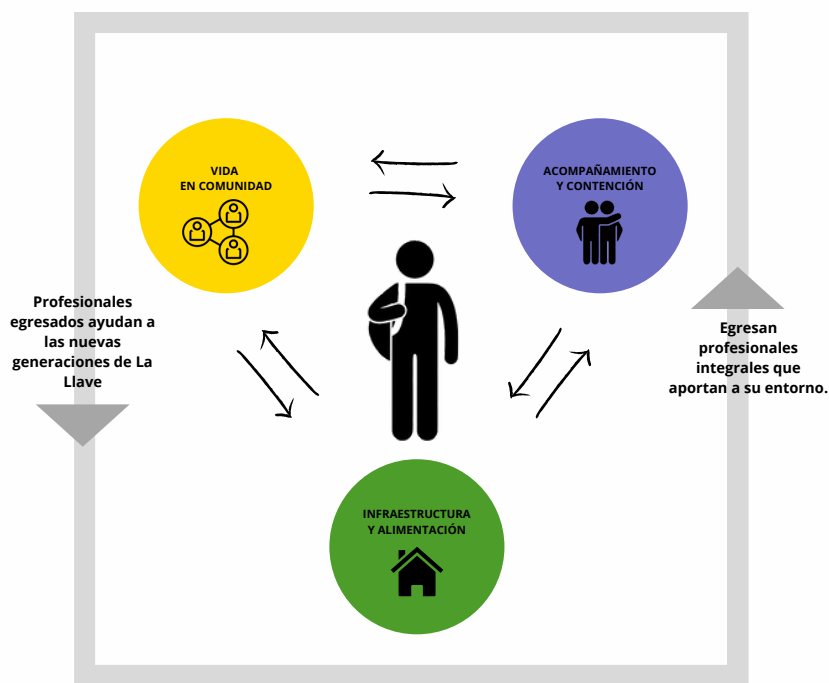 VIDA
EN COMUNIDAD
ACOMPAÑAMIENTO
Y CONTENCIÓN
Profesionales
egresados ayudan a
las nuevas
generaciones de La
Llave
Egresan
profesionales
integrales que
aportan a su entorno.
INFRAESTRUCTURA
Y ALIMENTACIÓN